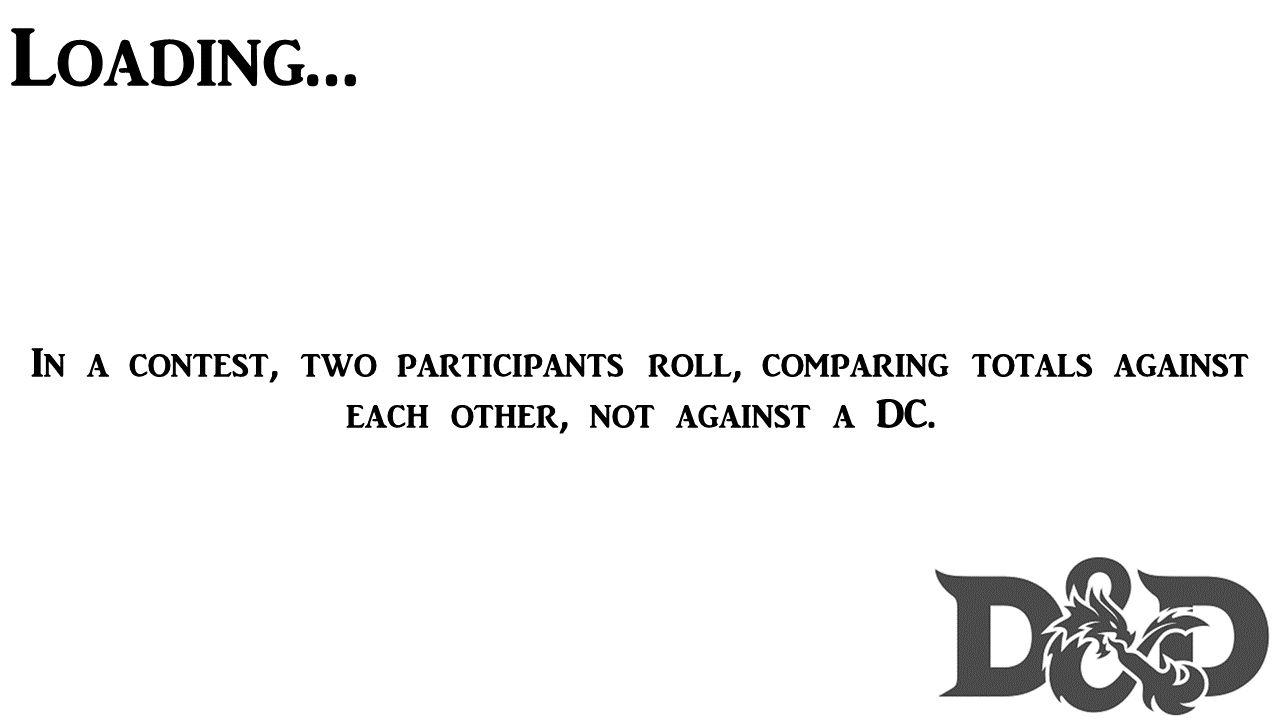 Loading...
In a contest, two participants roll, comparing totals against
each other, not against a DC.
D&D